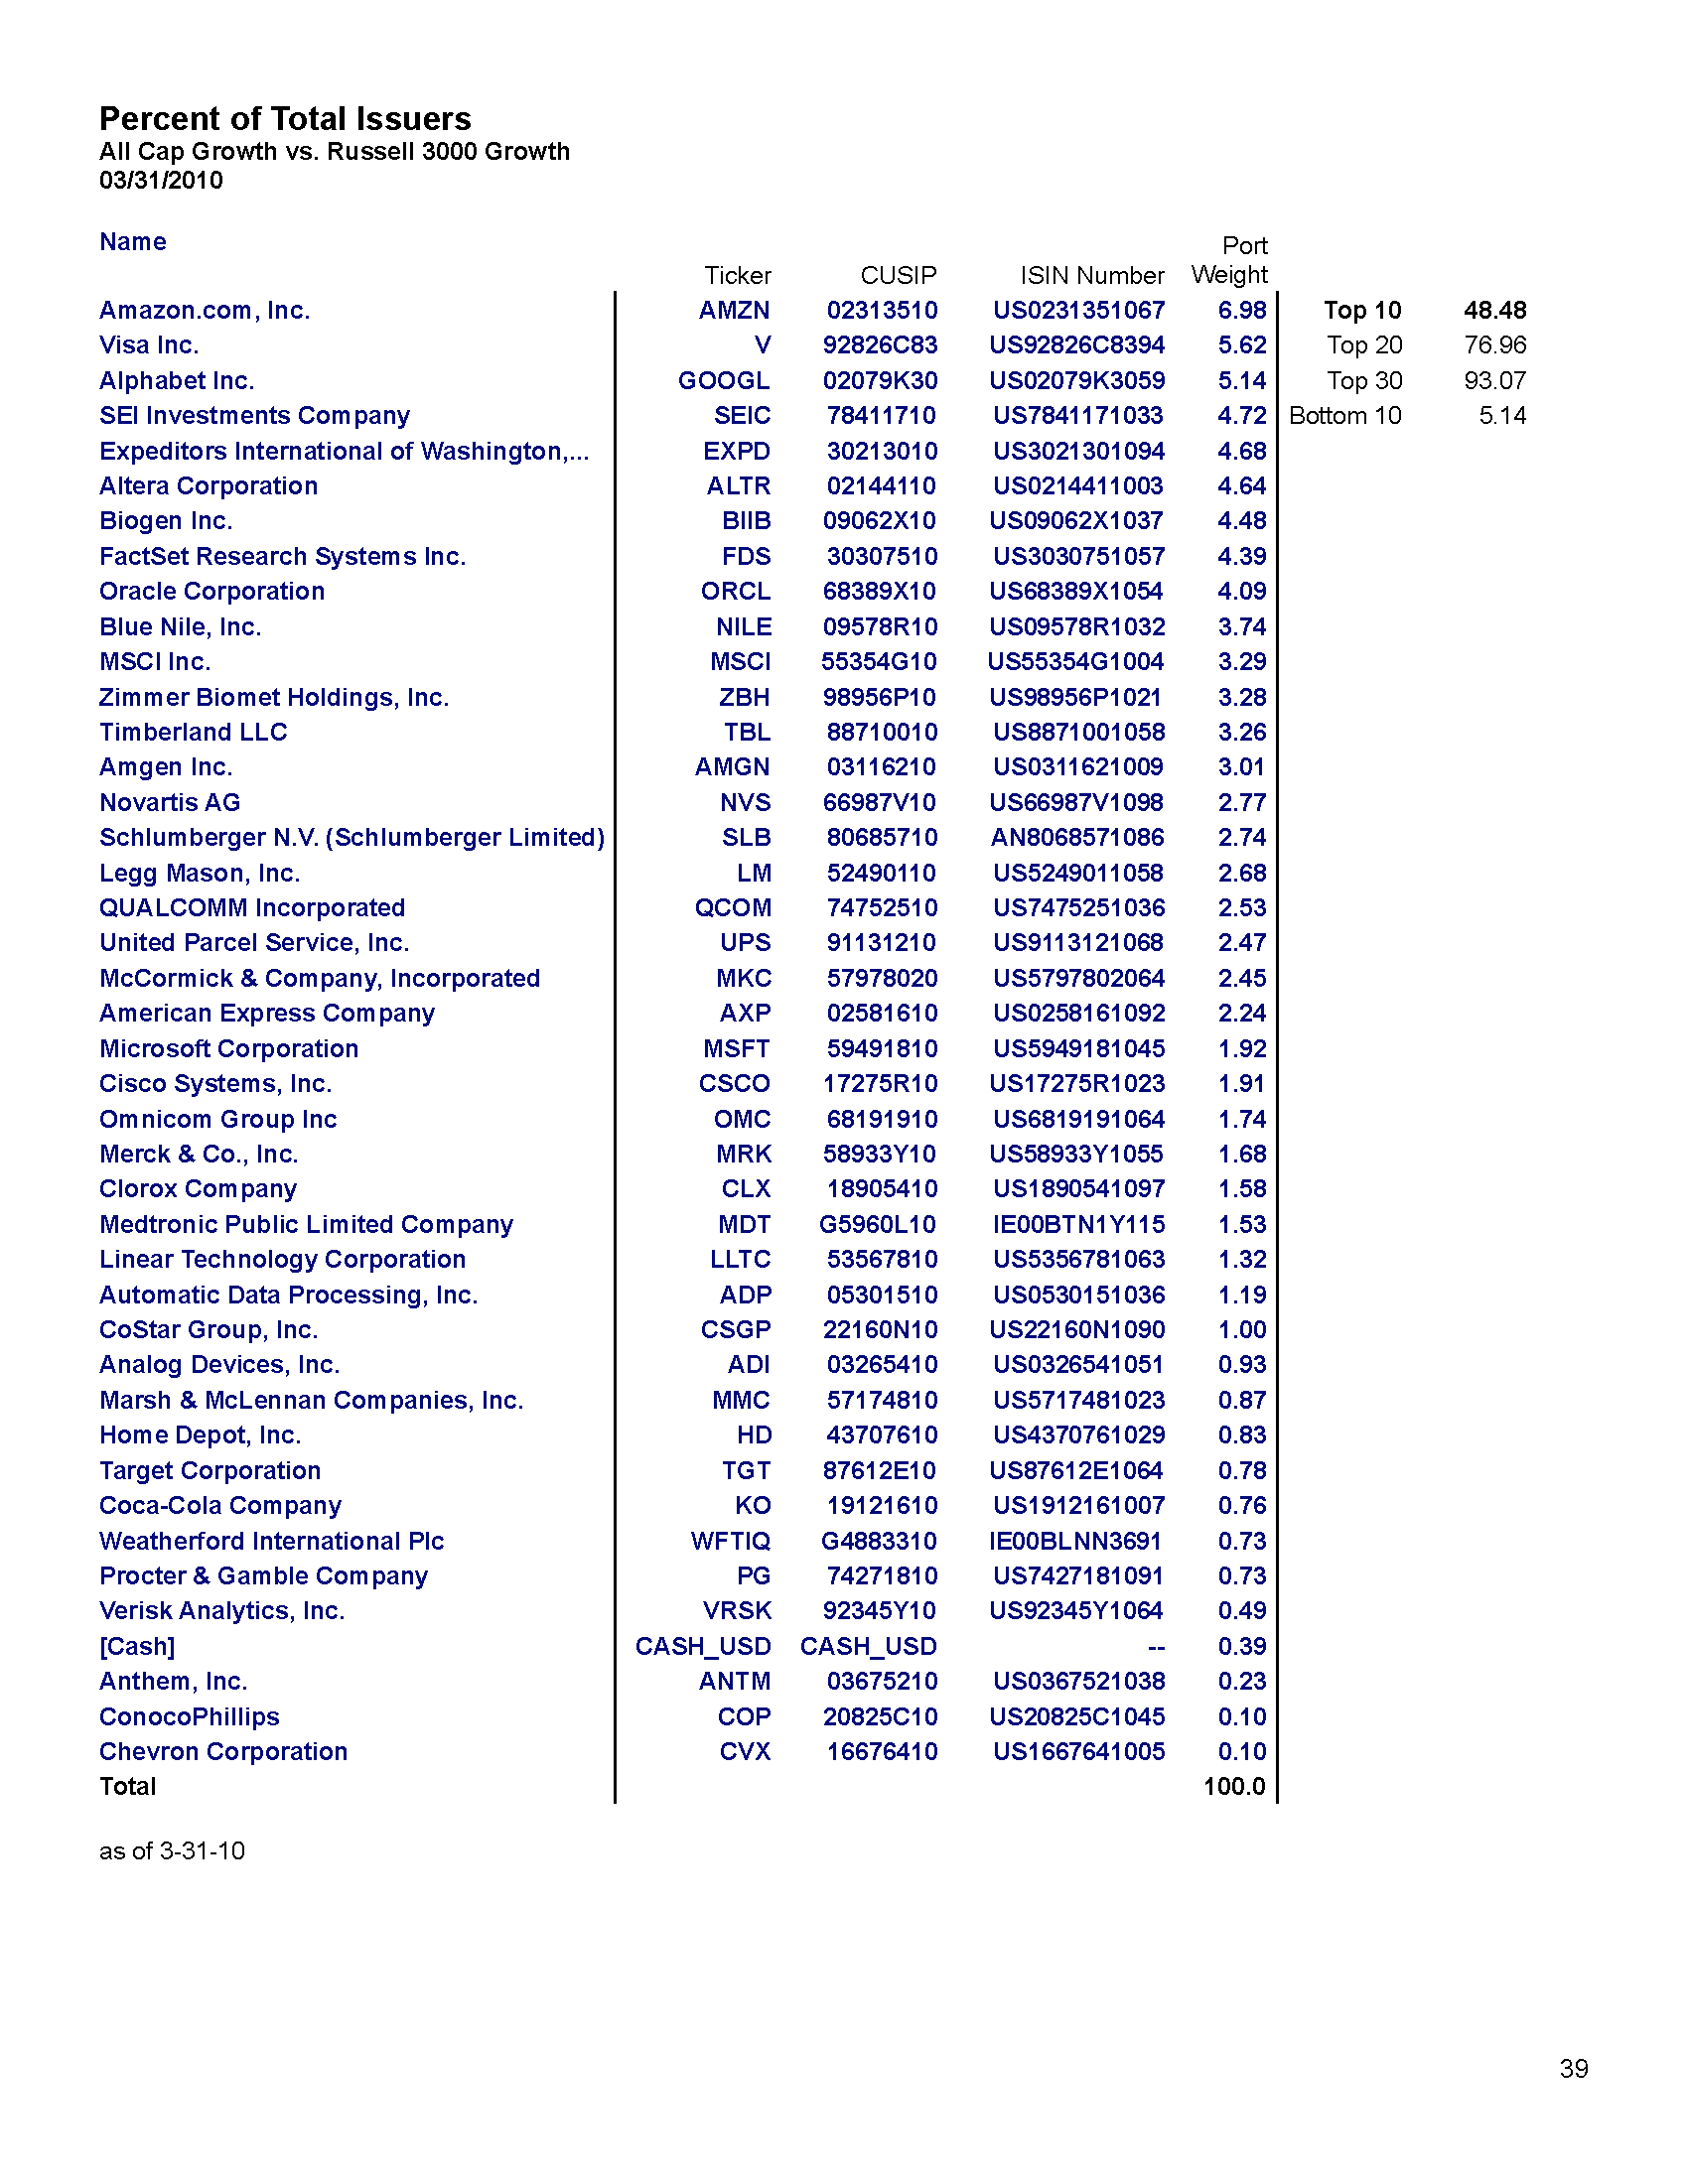 Percent of Total Issuers
All Cap Growth vs. Russell 3000 Growth
03/31/2010
Name Port
Ticker CUSIP ISIN Number Weight
Amazon.com, Inc. AMZN 02313510 US0231351067 6.98 Top 10 48.48
Visa Inc. V 92826C83 US92826C8394 5.62 Top 20 76.96
Alphabet Inc. GOOGL 02079K30 US02079K3059 5.14 Top 30 93.07
SEI Investments Company SEIC 78411710 US7841171033 4.72 Bottom 10 5.14
Expeditors International of Washington,... EXPD 30213010 US3021301094 4.68
Altera Corporation ALTR 02144110 US0214411003 4.64
Biogen Inc. BIIB 09062X10 US09062X1037 4.48
FactSet Research Systems Inc. FDS 30307510 US3030751057 4.39
Oracle Corporation ORCL 68389X10 US68389X1054 4.09
Blue Nile, Inc. NILE 09578R10 US09578R1032 3.74
MSCI Inc. MSCI 55354G10 US55354G1004 3.29
Zimmer Biomet Holdings, Inc. ZBH 98956P10 US98956P1021 3.28
Timberland LLC TBL 88710010 US8871001058 3.26
Amgen Inc. AMGN 03116210 US0311621009 3.01
Novartis AG NVS 66987V10 US66987V1098 2.77
Schlumberger N.V. (Schlumberger Limited) SLB 80685710 AN8068571086 2.74
Legg Mason, Inc. LM 52490110 US5249011058 2.68
QUALCOMM Incorporated QCOM 74752510 US7475251036 2.53
United Parcel Service, Inc. UPS 91131210 US9113121068 2.47
McCormick & Company, Incorporated MKC 57978020 US5797802064 2.45
American Express Company AXP 02581610 US0258161092 2.24
Microsoft Corporation MSFT 59491810 US5949181045 1.92
Cisco Systems, Inc. CSCO 17275R10 US17275R1023 1.91
Omnicom Group Inc OMC 68191910 US6819191064 1.74
Merck & Co., Inc. MRK 58933Y10 US58933Y1055 1.68
Clorox Company CLX 18905410 US1890541097 1.58
Medtronic Public Limited Company MDT G5960L10 IE00BTN1Y115 1.53
Linear Technology Corporation LLTC 53567810 US5356781063 1.32
Automatic Data Processing, Inc. ADP 05301510 US0530151036 1.19
CoStar Group, Inc. CSGP 22160N10 US22160N1090 1.00
Analog Devices, Inc. ADI 03265410 US0326541051 0.93
Marsh & McLennan Companies, Inc. MMC 57174810 US5717481023 0.87
Home Depot, Inc. HD 43707610 US4370761029 0.83
Target Corporation TGT 87612E10 US87612E1064 0.78
Coca-Cola Company KO 19121610 US1912161007 0.76
Weatherford International Plc WFTIQ G4883310 IE00BLNN3691 0.73
Procter & Gamble Company PG 74271810 US7427181091 0.73
Verisk Analytics, Inc. VRSK 92345Y10 US92345Y1064 0.49
[Cash] CASH_USD CASH_USD -- 0.39
Anthem, Inc. ANTM 03675210 US0367521038 0.23
ConocoPhillips COP 20825C10 US20825C1045 0.10
Chevron Corporation CVX 16676410 US1667641005 0.10
Total 100.0
as of 3-31-10
39